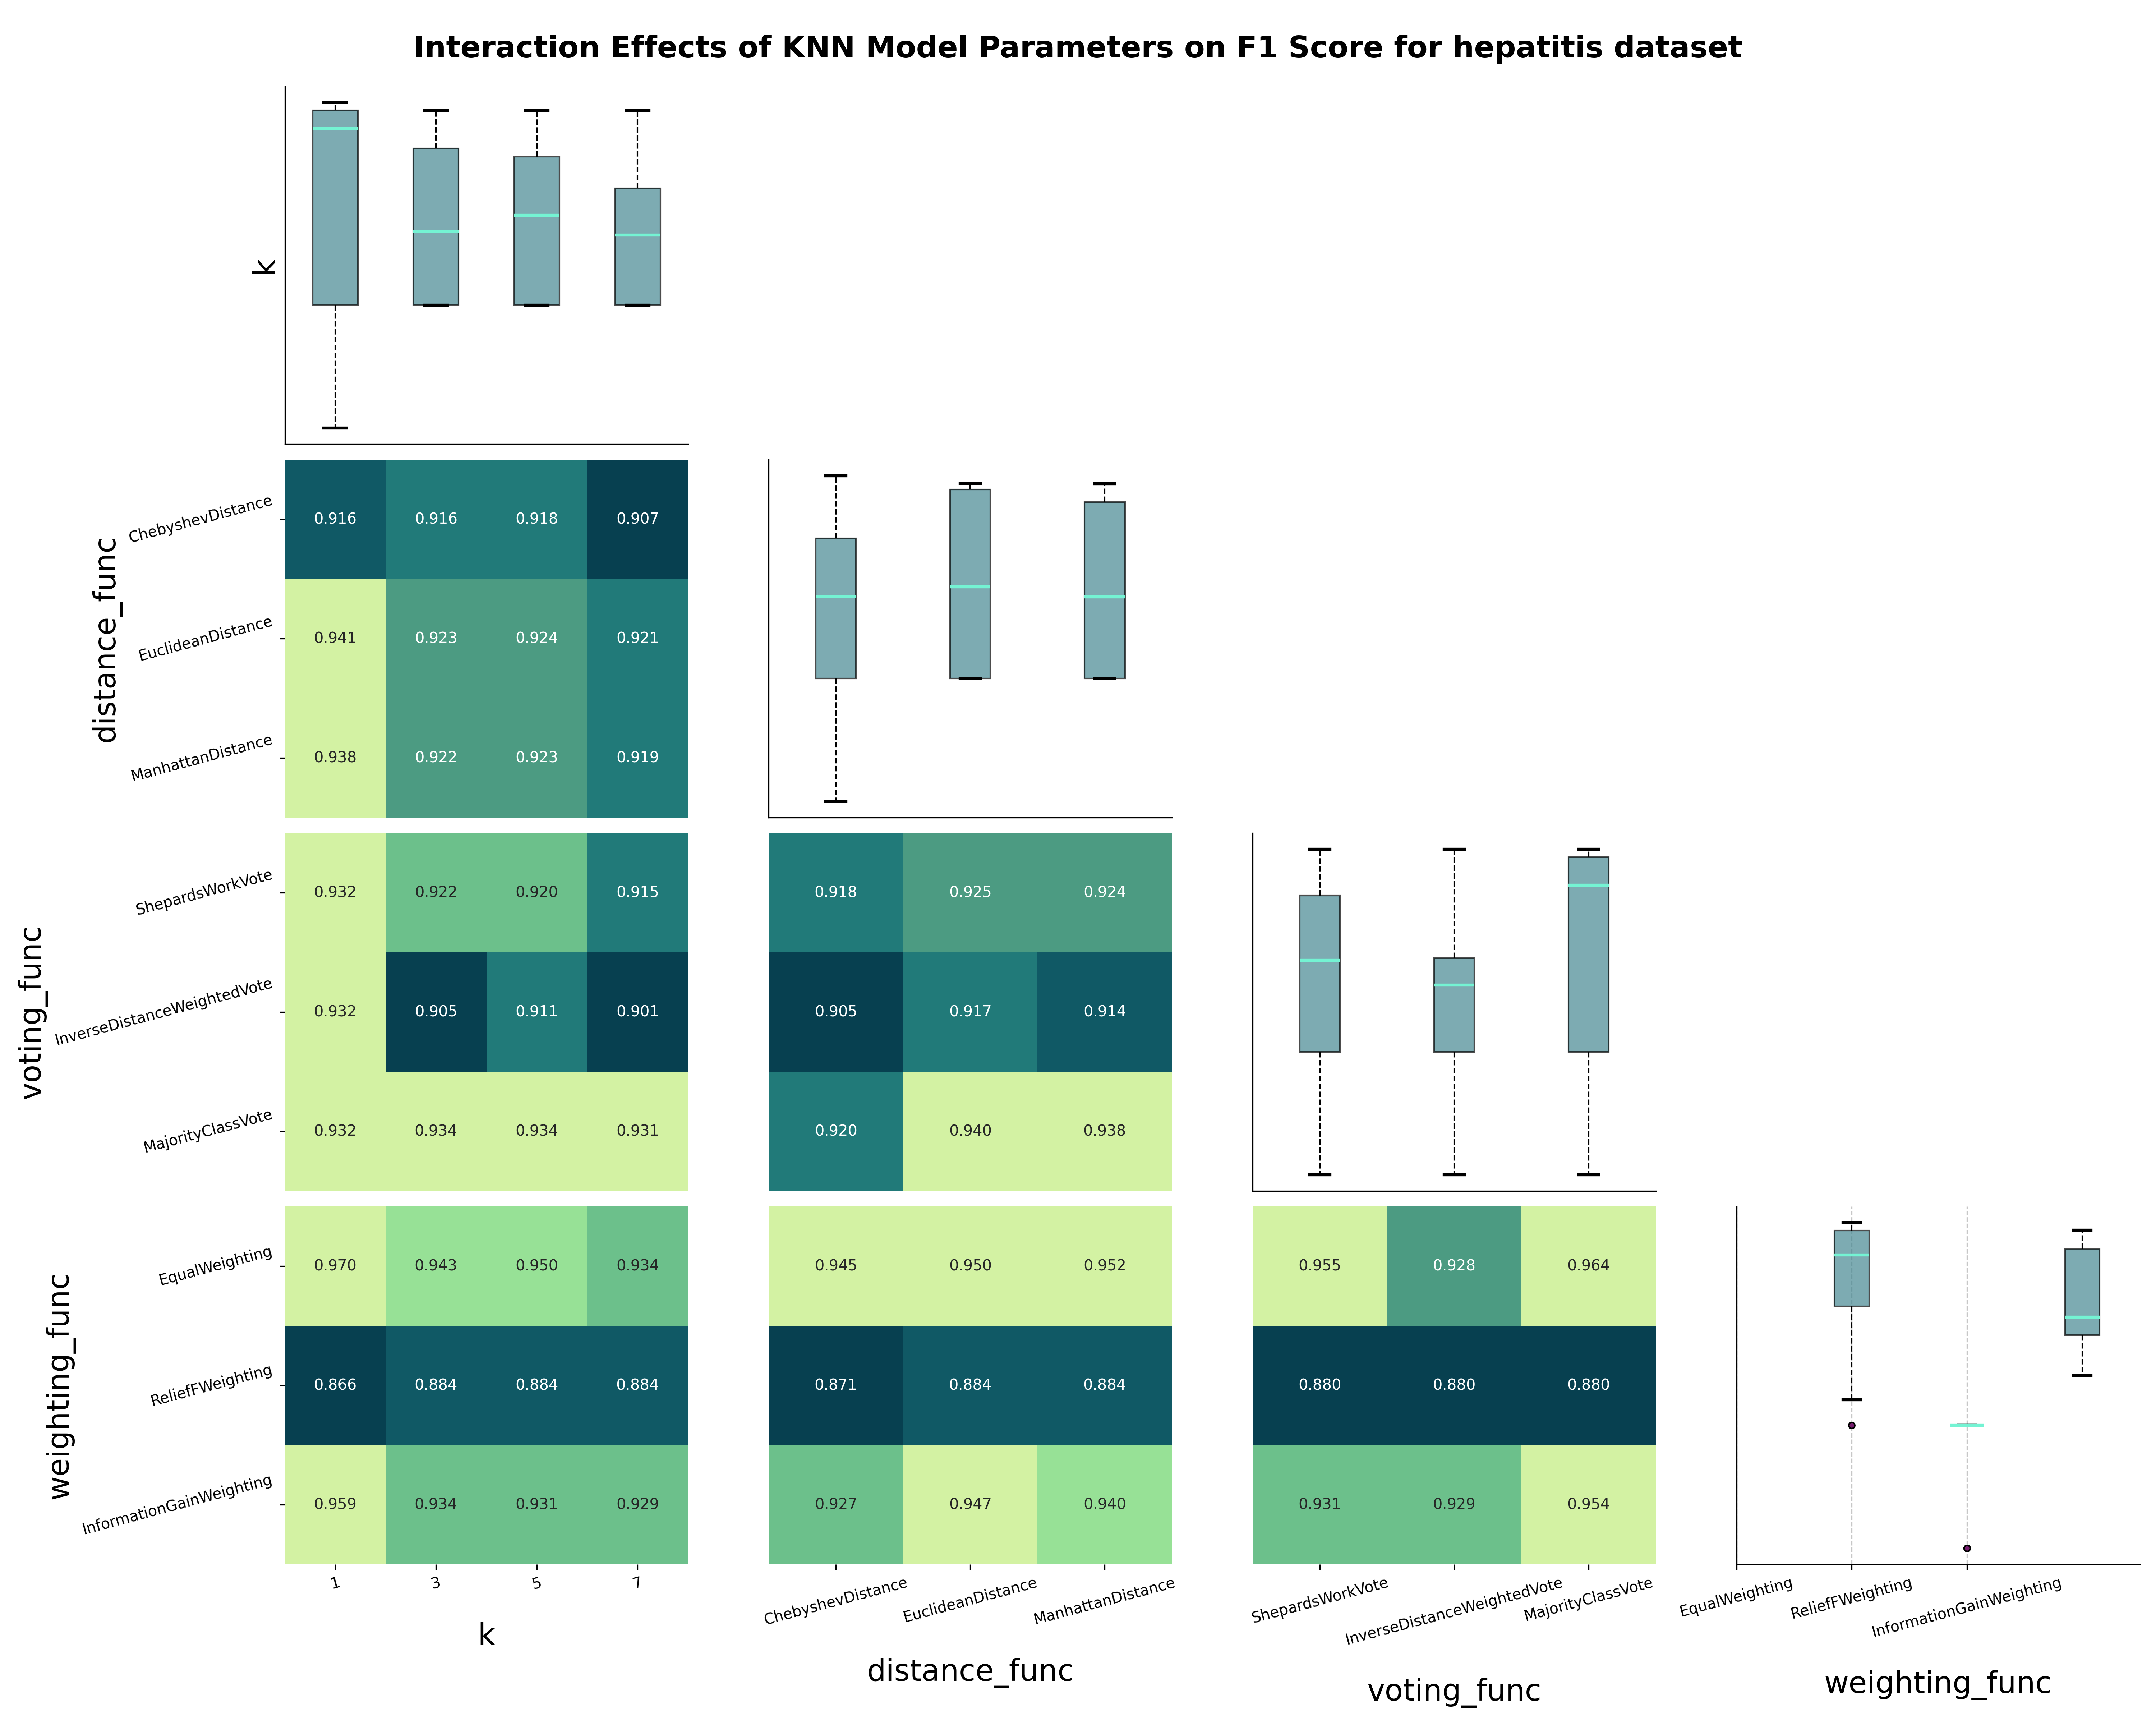 Interaction Effects of KNN Model Parameters on F1 Score for hepatitis dataset
k
distance_func
ChebyshevDistance
0.916 0.916 0.918 0.907
EuclideanDistance
0.941 0.923 0.924 0.921
ManhattanDistance
0.938 0.922 0.923 0.919
voting_func
ShepardsWorkVote
0.932 0.922 0.920 0.915 0.918 0.925 0.924
InverseDistanceWeightedVote
0.932 0.905 0.911 0.901 0.905 0.917 0.914
MajorityClassVote
0.932 0.934 0.934 0.931 0.920 0.940 0.938
weighting_func
EqualWeighting
0.970 0.943 0.950 0.934 0.945 0.950 0.952 0.955 0.928 0.964
ReliefFWeighting
0.866 0.884 0.884 0.884 0.871 0.884 0.884 0.880 0.880 0.880
InformationGainWeighting
0.959 0.934 0.931 0.929 0.927 0.947 0.940 0.931 0.929 0.954
1 3 5 7
k
ChebyshevDistance
EuclideanDistance
ManhattanDistance
distance_func
ShepardsWorkVote
InverseDistanceWeightedVote
MajorityClassVote
voting_func
EqualWeighting
ReliefFWeighting
InformationGainWeighting
weighting_func